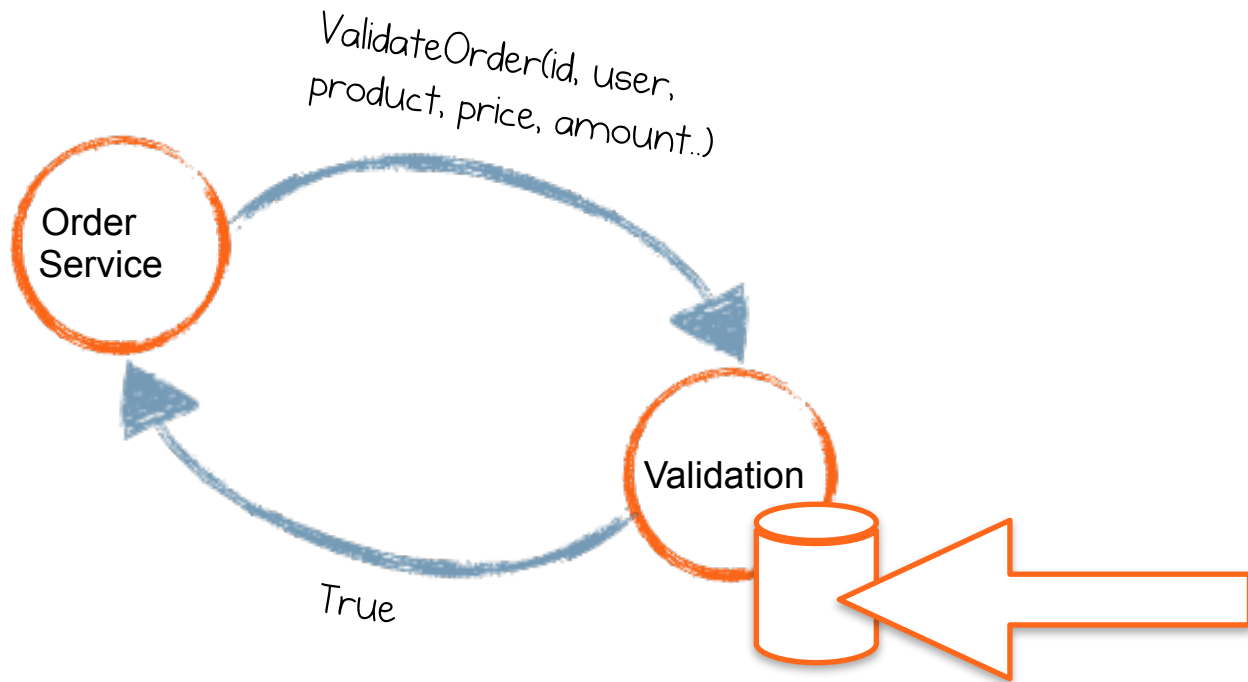 ValidateOrder(id, user,
product, price, amount..)
Order
Service
Validation
True